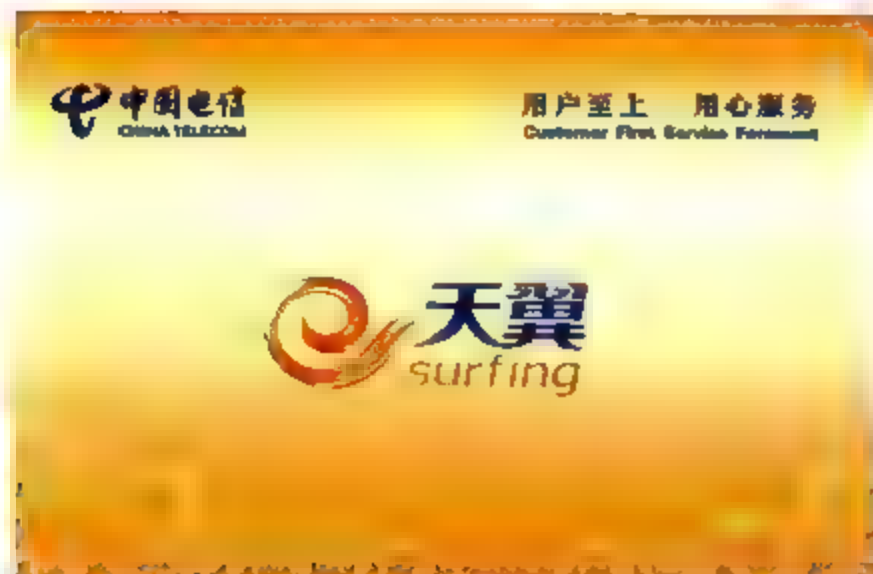 中国电信
CHINA TELECOM
用户至上 用心服务
Customer First Service Foremost
天翼
surfing